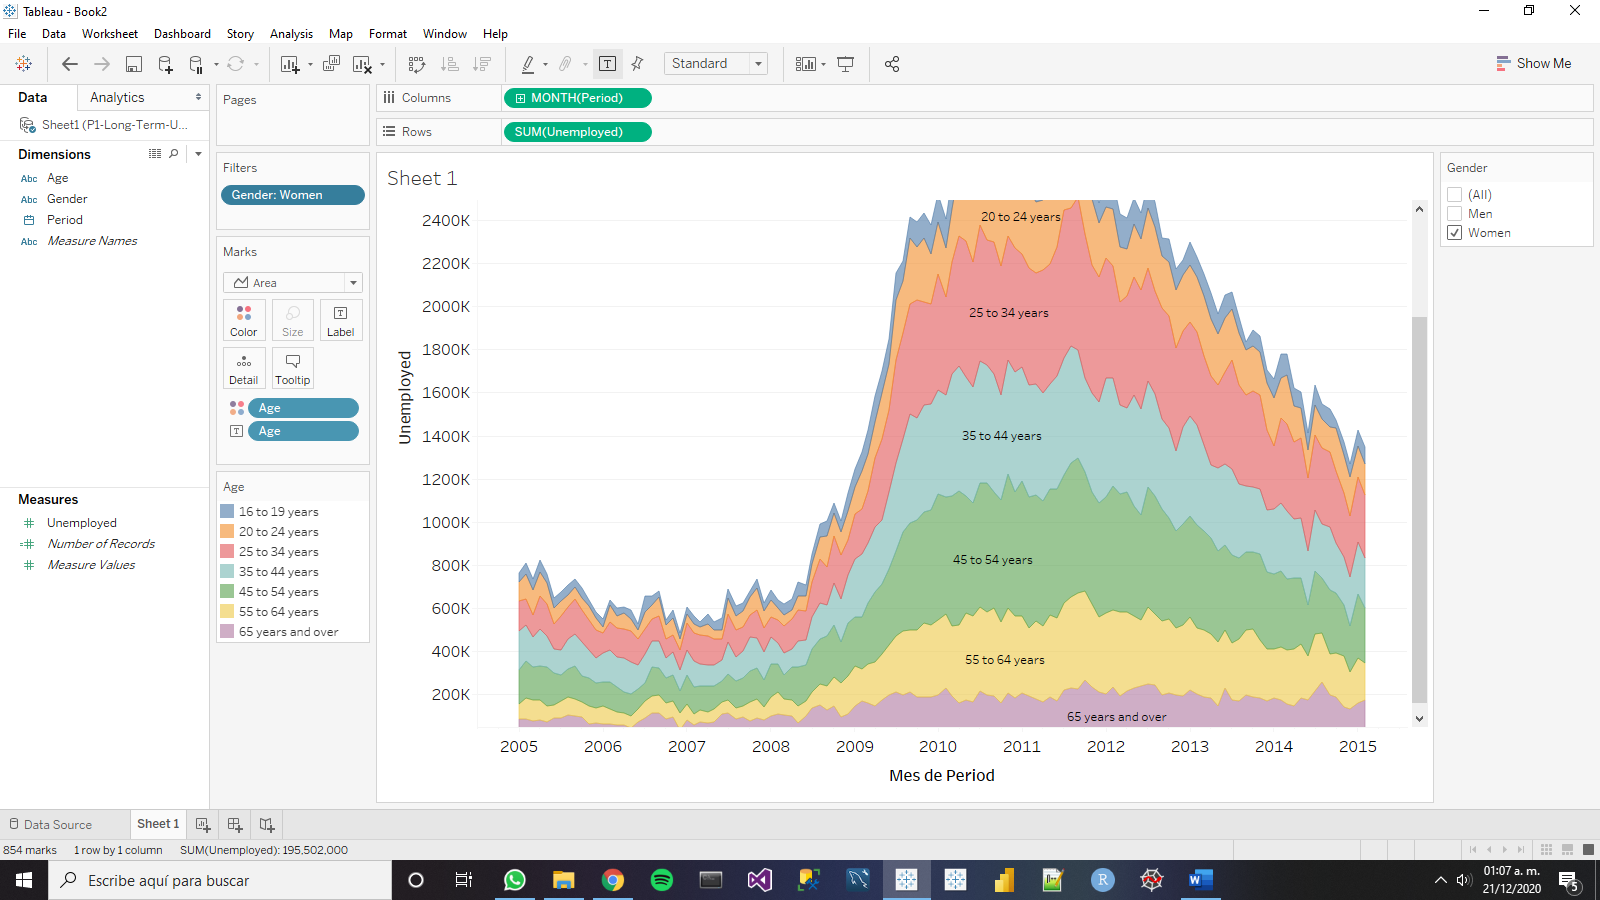 Tableau - Book2
File Data Worksheet Dashboard Story Analysis Map Format Window Help
Standard
Show Me
Data
Analytics
Sheet1 (P1-Long-Term-U...
Dimensions
Abc Age
Abc Gender
Period
Abc Measure Names
Measures
Unemployed
Number of Records
Measure Values
Pages
Filters
Gender: Women
Marks
Area
Color
Size
Label
Detail
Tooltip
Age
Age
Age
16 to 19 years
20 to 24 years
25 to 34 years
35 to 44 years
45 to 54 years
55 to 64 years
65 years and over
Columns
MONTH(Period)
Rows
SUM(Unemployed)
Sheet 1
Unemployed
2400K
2200K
2000K
1800K
1600K
1400K
1200K
1000K
800K
600K
400K
200K
20 to 24 years
25 to 34 years
35 to 44 years
45 to 54 years
55 to 64 years
65 years and over
2005 2006 2007 2008 2009 2010 2011 2012 2013 2014 2015
Mes de Period
Gender
(All)
Men
Women
Data Source
Sheet 1
854 marks 1 row by 1 column SUM(Unemployed): 195,502,000
Escribe aquí para buscar
01:07 a. m.
21/12/2020
5